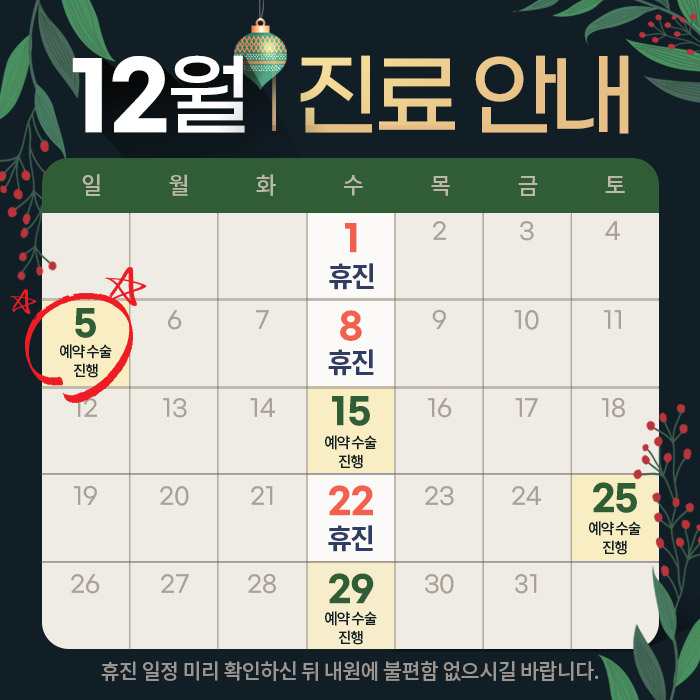 12월 진료 안내
일 월 화 수 목 금 토
1 2 3 4
휴진
5 6 7 8 9 10 11
예약 수술 휴진
진행
12 13 14 15 16 17 18
예약 수술
진행
19 20 21 22 23 24 25
휴진 예약 수술
진행
26 27 28 29 30 31
예약 수술
진행
휴진 일정 미리 확인하신 뒤 내원에 불편함 없으시길 바랍니다.